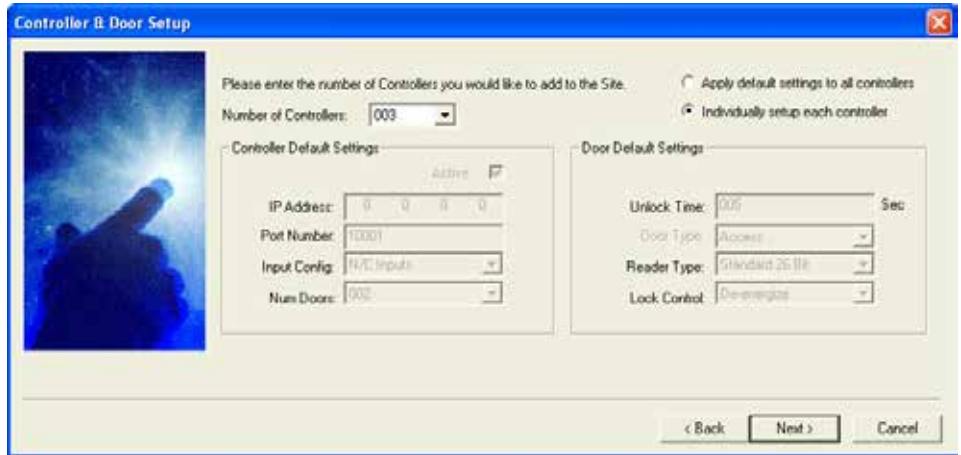 Controller & Door Setup
Please enter the number of Controllers you would like to add to the Site.
Number of Controllers: 003
Apply default settings to all controllers
Individually setup each controller
Controller Default Settings
Active
IP Address: 0 0 0 0
Port Number: 10001
Input Config: N/C Inputs
Num Doors: 002
Door Default Settings
Unlock Time: 005 Sec
Door Type: Access
Reader Type: Standard 26 Bit
Lock Control: De-energize
< Back
Next >
Cancel